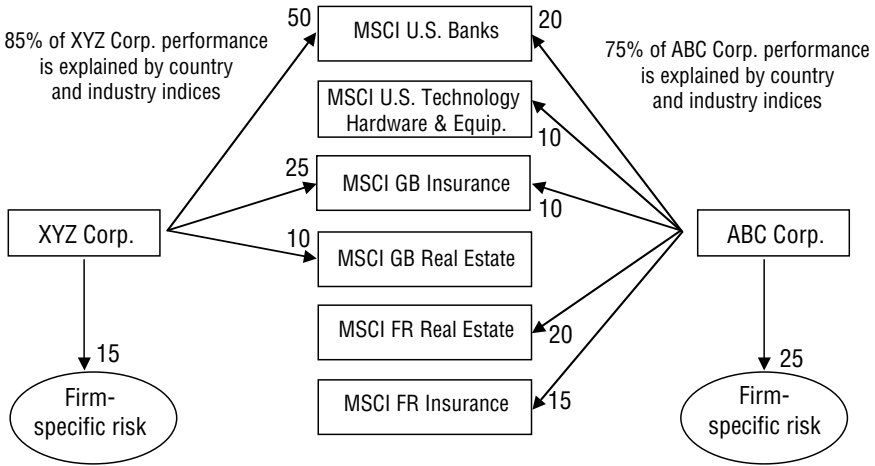 85% of XYZ Corp. performance
is explained by country
and industry indices
50
MSCI U.S. Banks
20
75% of ABC Corp. performance
is explained by country
and industry indices
MSCI U.S. Technology
Hardware & Equip.
10
25
MSCI GB Insurance
10
XYZ Corp.
10
MSCI GB Real Estate
ABC Corp.
MSCI FR Real Estate
20
MSCI FR Insurance
15
15
Firm-
specific risk
25
Firm-
specific risk